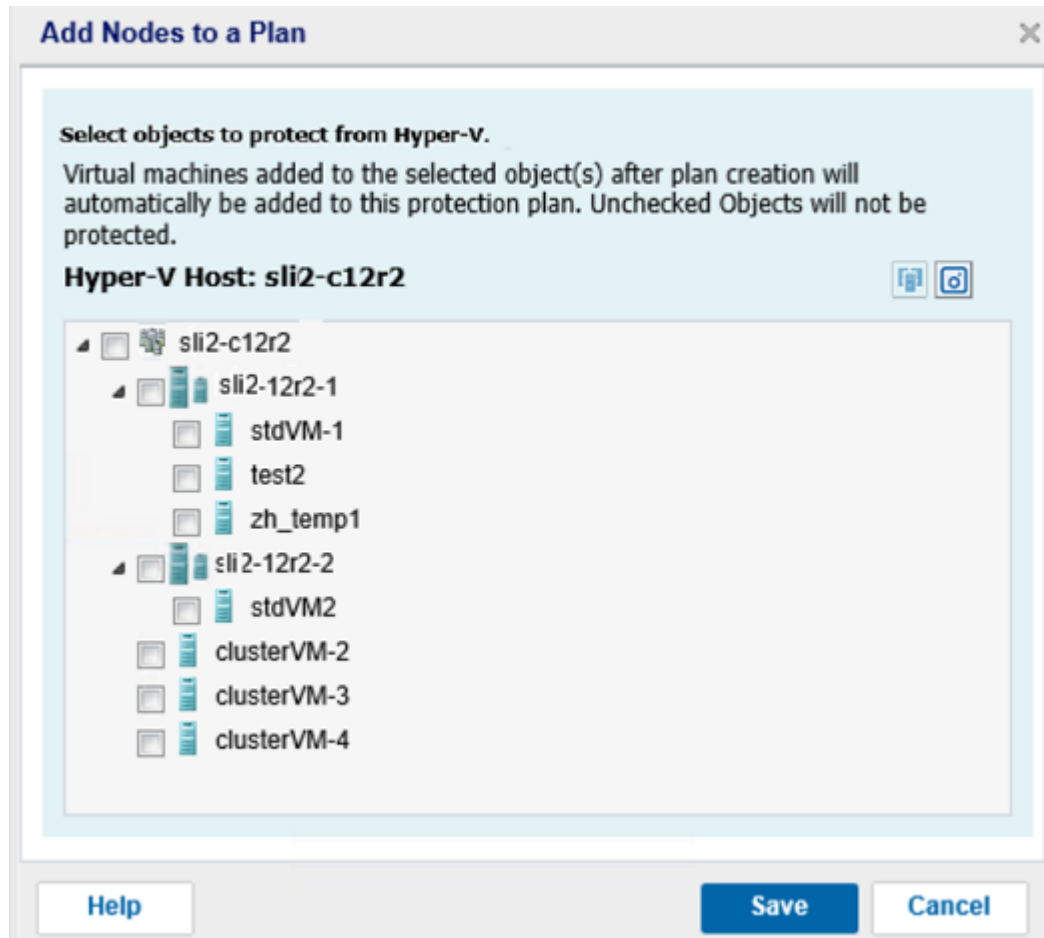 Add Nodes to a Plan
Select objects to protect from Hyper-V.
Virtual machines added to the selected object(s) after plan creation will
automatically be added to this protection plan. Unchecked Objects will not be
protected.
Hyper-V Host: sli2-c12r2
sli2-c12r2
sli2-12r2-1
stdVM-1
test2
zh_temp1
sli2-12r2-2
stdVM2
clusterVM-2
clusterVM-3
clusterVM-4
Help
Save
Cancel